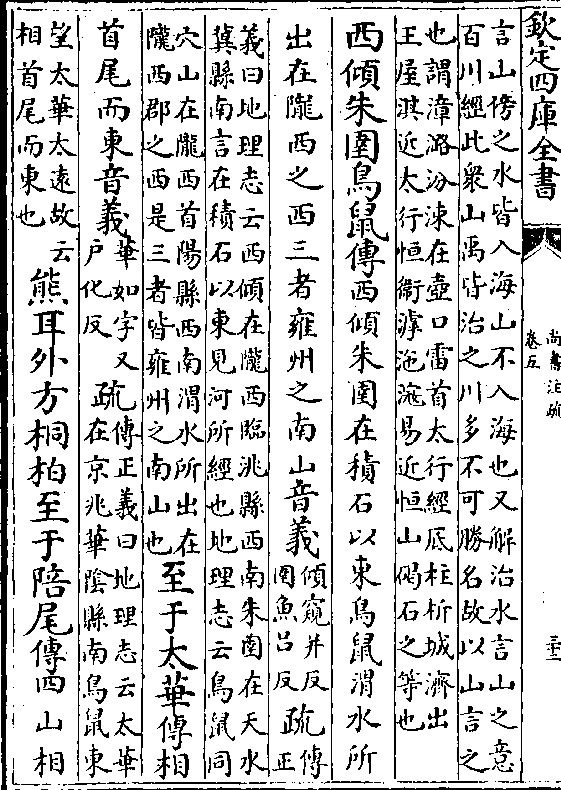 欽定四庫全書
尚書注疏
卷五
三十二
言山傍之水皆入海山不入海也又解治水言山之意
百川經此衆山禹皆治之川多不可勝名故以山言之
也謂漳潞汾涑在壺口雷首太行經底柱析城濟出
王屋淇近太行恒衞滹沲滱易近恒山碣石之等也
西傾朱圉鳥鼠傳西傾朱圉在積石以東鳥鼠渭水所
出在隴西之西三者雍州之南山音義傾窺并反
圉魚吕反疏傳正
義曰地理志云西傾在隴西臨洮縣西南朱圉在天水
冀縣南言在積石以東見河所經也地理志云鳥鼠同
穴山在隴西首陽縣西南渭水所出在
隴西郡之西是三者皆雍州之南山也至于太華傳相
首尾而東音義華如字又
户化反疏傳正義曰地理志云太華
在京兆華陰縣南鳥鼠東
望太華太遠故云
相首尾而東也熊耳外方桐柏至于陪尾傳四山相